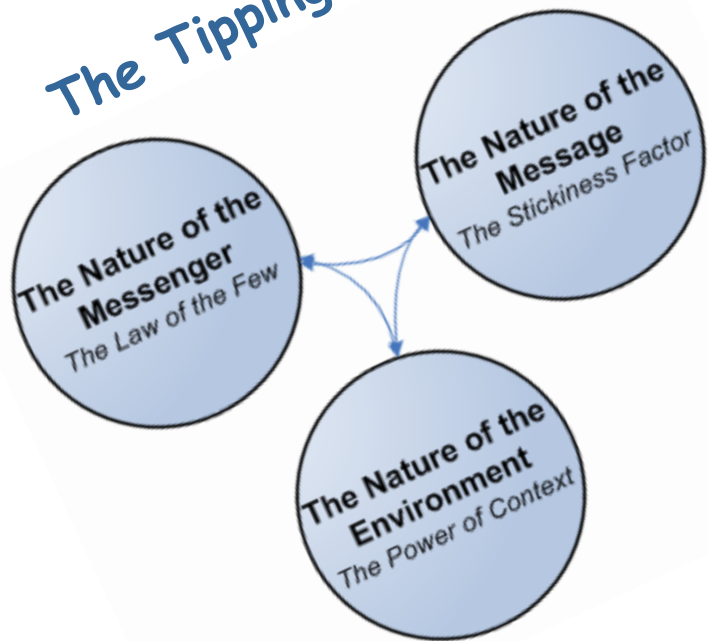 The Tipping
The Nature of the
Messenger
The Law of the Few
The Nature of the
Message
The Stickiness Factor
The Nature of the
Environment
The Power of Context